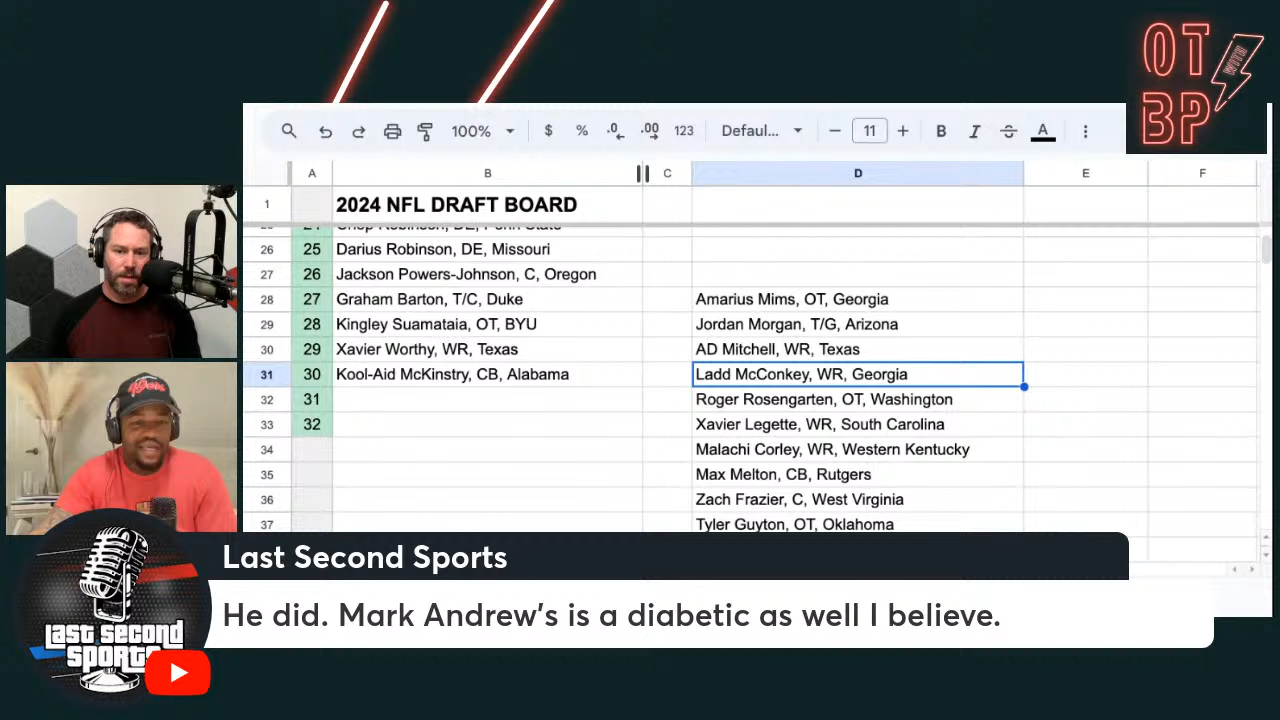 OT
BP
100%
$
%
.0
.00
123
Defaul...
11
B
I
A
A
B
C
D
E
F
1
2024 NFL DRAFT BOARD
26
25
Darius Robinson, DE, Missouri
27
26
Jackson Powers-Johnson, C, Oregon
28
27
Graham Barton, T/C, Duke
Amarius Mims, OT, Georgia
29
28
Kingley Suamataia, OT, BYU
Jordan Morgan, T/G, Arizona
30
29
Xavier Worthy, WR, Texas
AD Mitchell, WR, Texas
31
30
Kool-Aid McKinstry, CB, Alabama
Ladd McConkey, WR, Georgia
32
31
Roger Rosengarten, OT, Washington
33
32
Xavier Legette, WR, South Carolina
34
Malachi Corley, WR, Western Kentucky
35
Max Melton, CB, Rutgers
36
Zach Frazier, C, West Virginia
37
Tyler Guyton, OT, Oklahoma
Last Second Sports
He did. Mark Andrew's is a diabetic as well I believe.
LAST SECOND
SPORTS